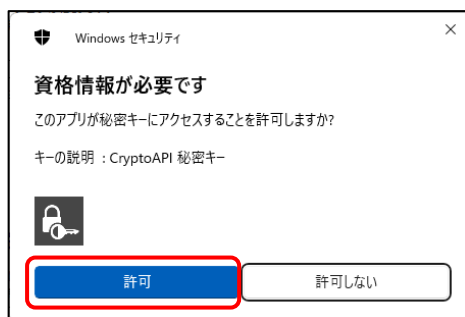 Windows セキュリティ
資格情報が必要です
このアプリが秘密キーにアクセスすることを許可しますか?
キーの説明 : CryptoAPI 秘密キー
許可
許可しない